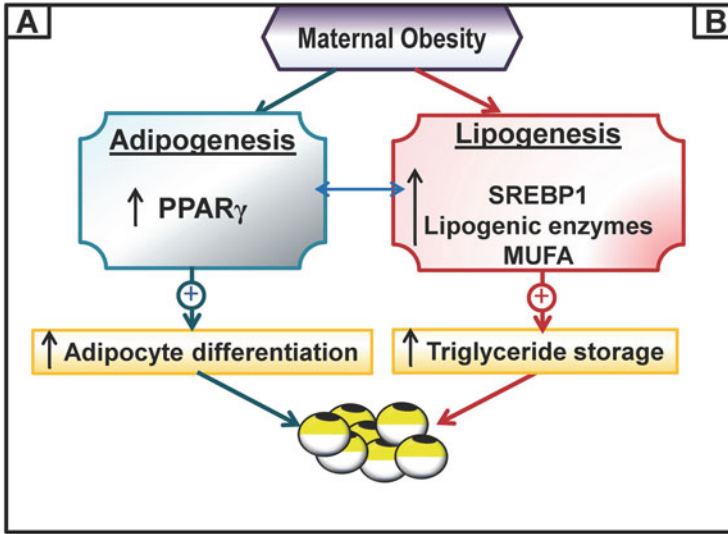 A
B
Maternal Obesity
Adipogenesis
↑ PPARγ
Lipogenesis
↑ SREBP1
Lipogenic enzymes
MUFA
+
+
↑ Adipocyte differentiation
↑ Triglyceride storage